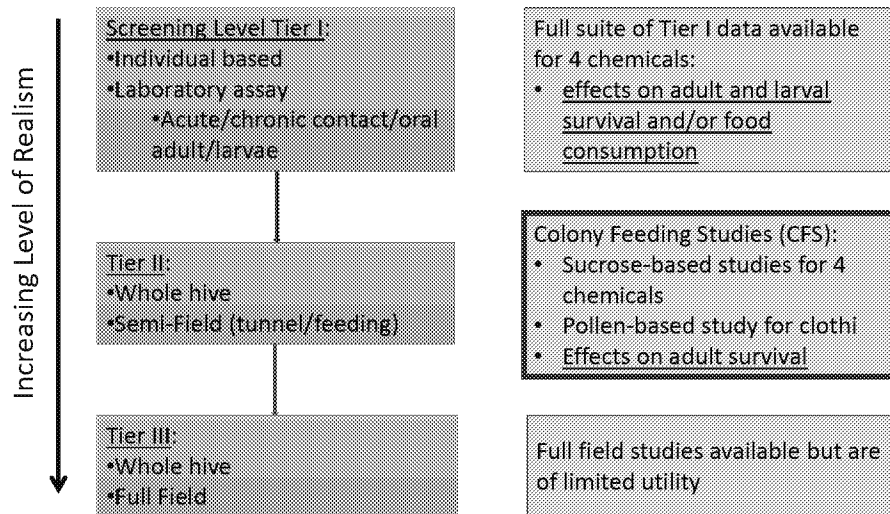 Increasing Level of Realism
Screening Level Tier I:
•Individual based
•Laboratory assay
•Acute/chronic contact/oral
adult/larvae
Full suite of Tier I data available
for 4 chemicals:
• effects on adult and larval
survival and/or food
consumption
Tier II:
•Whole hive
•Semi-Field (tunnel/feeding)
Colony Feeding Studies (CFS):
• Sucrose-based studies for 4
chemicals
• Pollen-based study for clothi
• Effects on adult survival
Tier III:
•Whole hive
•Full Field
Full field studies available but are
of limited utility